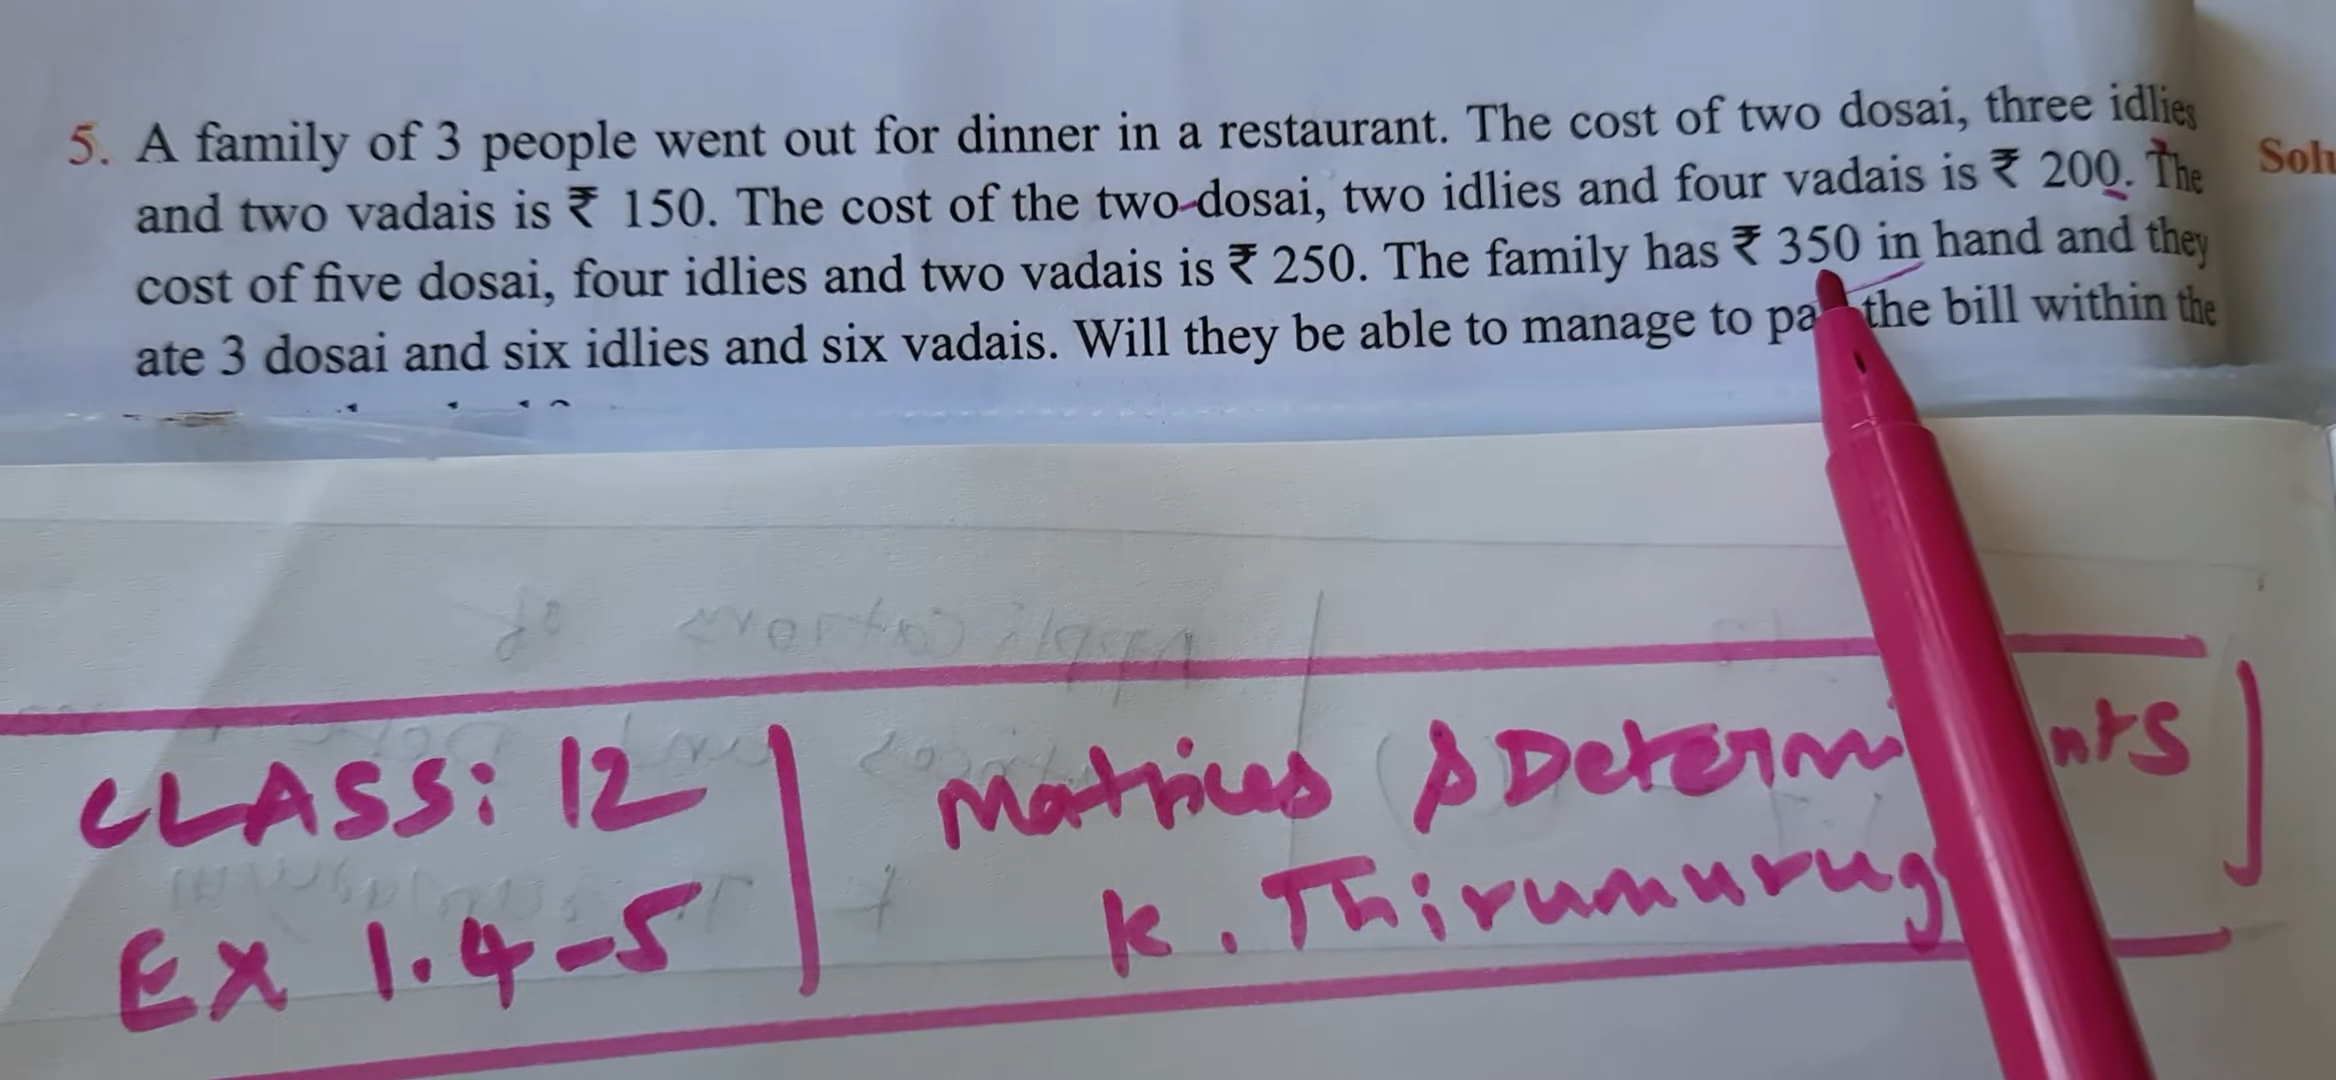 5. A family of 3 people went out for dinner in a restaurant. The cost of two dosai, three idlies
and two vadais is ₹ 150. The cost of the two dosai, two idlies and four vadais is ₹ 200. The
cost of five dosai, four idlies and two vadais is ₹ 250. The family has ₹ 350 in hand and they
ate 3 dosai and six idlies and six vadais. Will they be able to manage to pa the bill within the
CLASS: 12
Matrices & Determ nts
Ex 1.4-5
K. Thirumurug